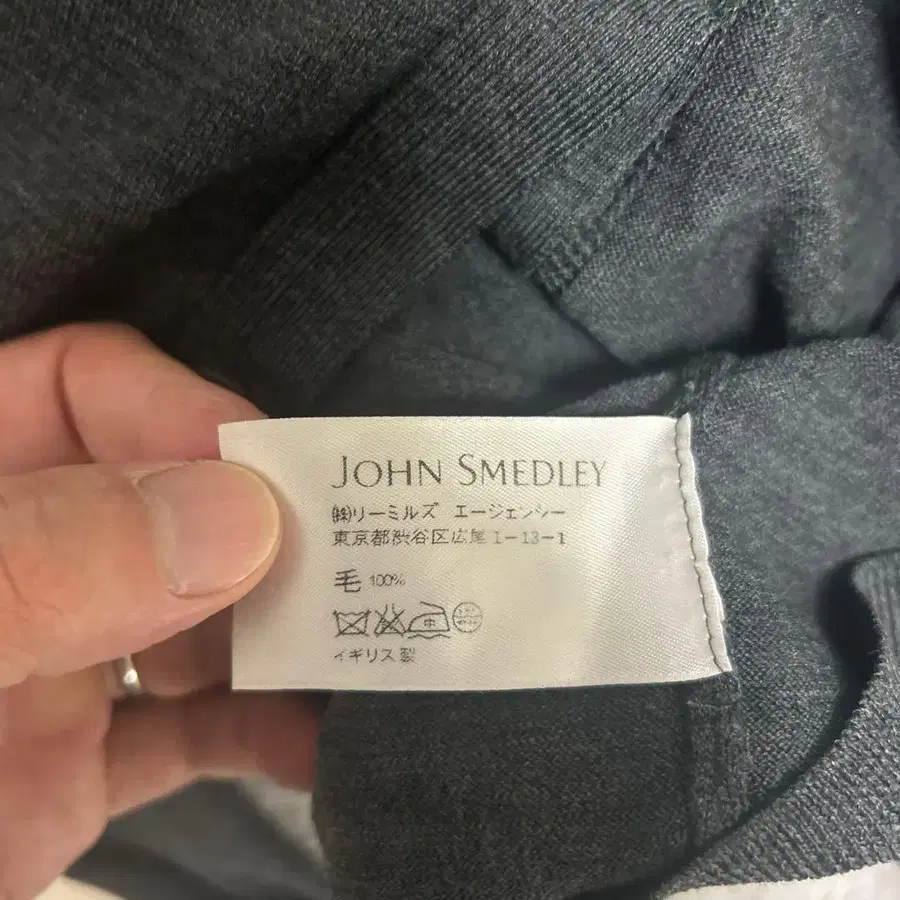 JOHN SMEDLEY
㈱リーミルズ エージェンシー
東京都渋谷区広尾1-13-1
毛 100%
中
イギリス製